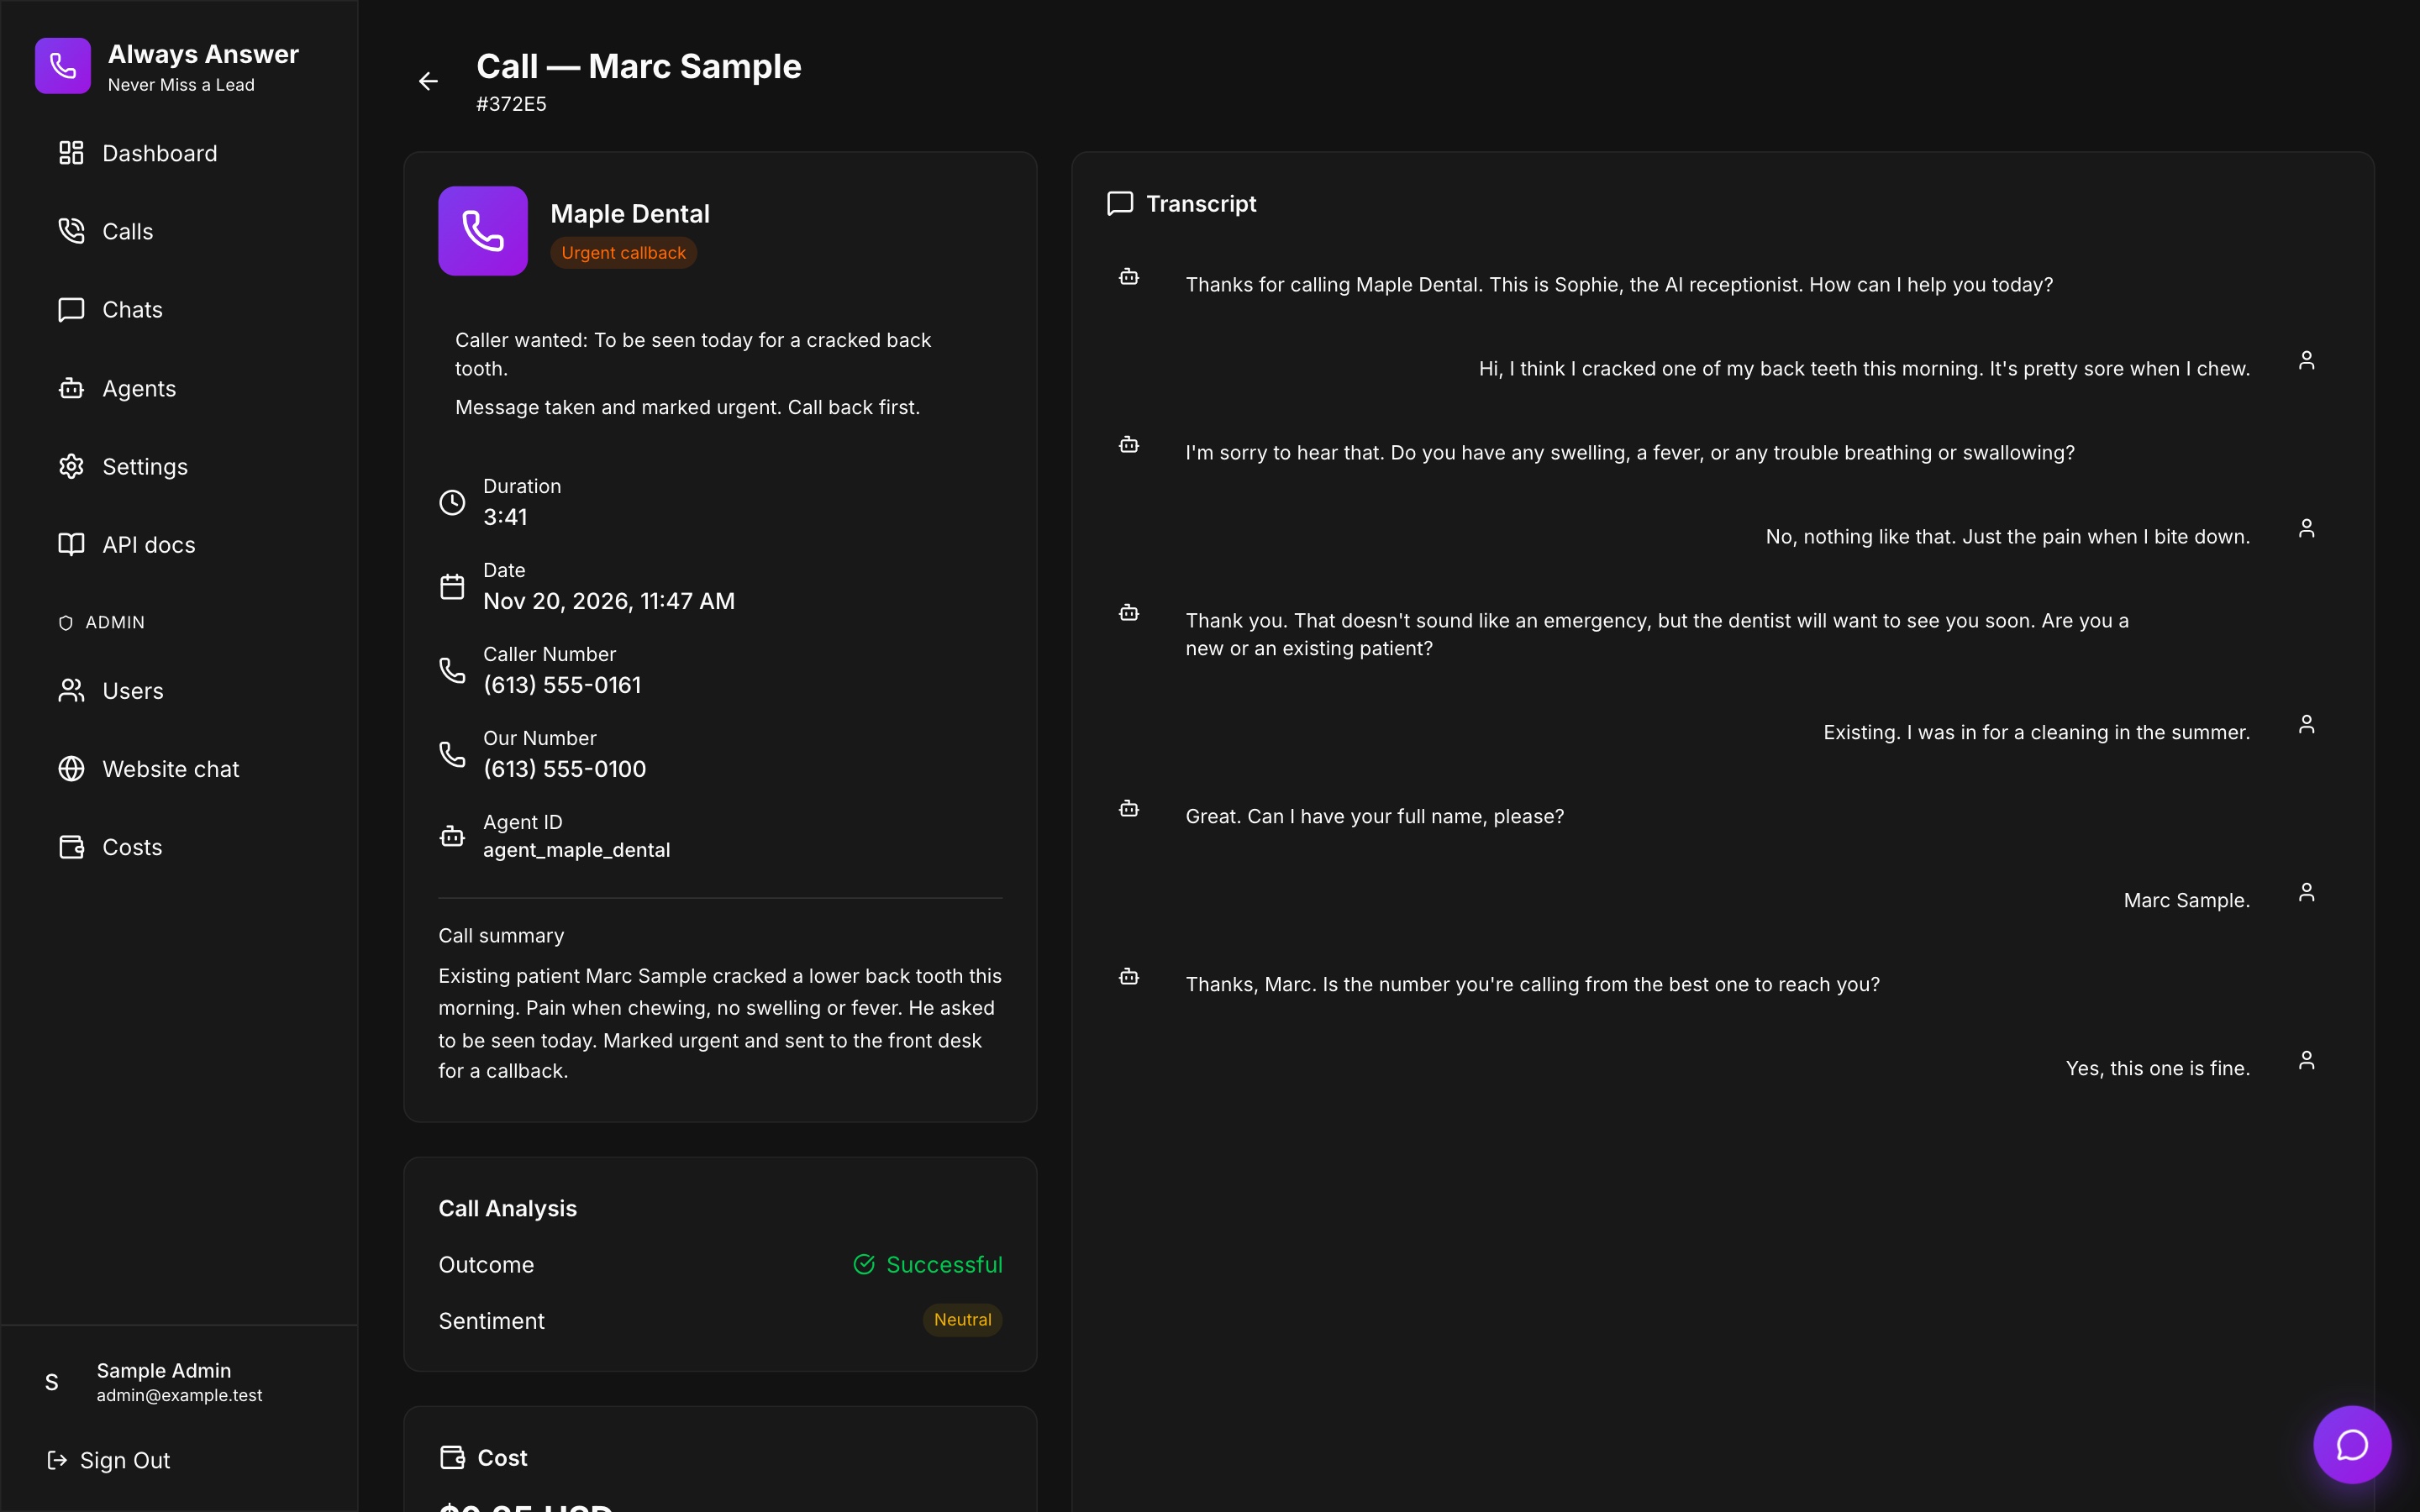 Always Answer
Never Miss a Lead
Dashboard
Calls
Chats
Agents
Settings
API docs
ADMIN
Users
Website chat
Costs
S
Sample Admin
admin@example.test
Sign Out
Call — Marc Sample
#372E5
Maple Dental
Urgent callback
Caller wanted: To be seen today for a cracked back
tooth.
Message taken and marked urgent. Call back first.
Duration
3:41
Date
Nov 20, 2026, 11:47 AM
Caller Number
(613) 555-0161
Our Number
(613) 555-0100
Agent ID
agent_maple_dental
Call summary
Existing patient Marc Sample cracked a lower back tooth this
morning. Pain when chewing, no swelling or fever. He asked
to be seen today. Marked urgent and sent to the front desk
for a callback.
Call Analysis
Outcome
Successful
Sentiment
Neutral
Cost
Transcript
Thanks for calling Maple Dental. This is Sophie, the AI receptionist. How can I help you today?
Hi, I think I cracked one of my back teeth this morning. It's pretty sore when I chew.
I'm sorry to hear that. Do you have any swelling, a fever, or any trouble breathing or swallowing?
No, nothing like that. Just the pain when I bite down.
Thank you. That doesn't sound like an emergency, but the dentist will want to see you soon. Are you a
new or an existing patient?
Existing. I was in for a cleaning in the summer.
Great. Can I have your full name, please?
Marc Sample.
Thanks, Marc. Is the number you're calling from the best one to reach you?
Yes, this one is fine.